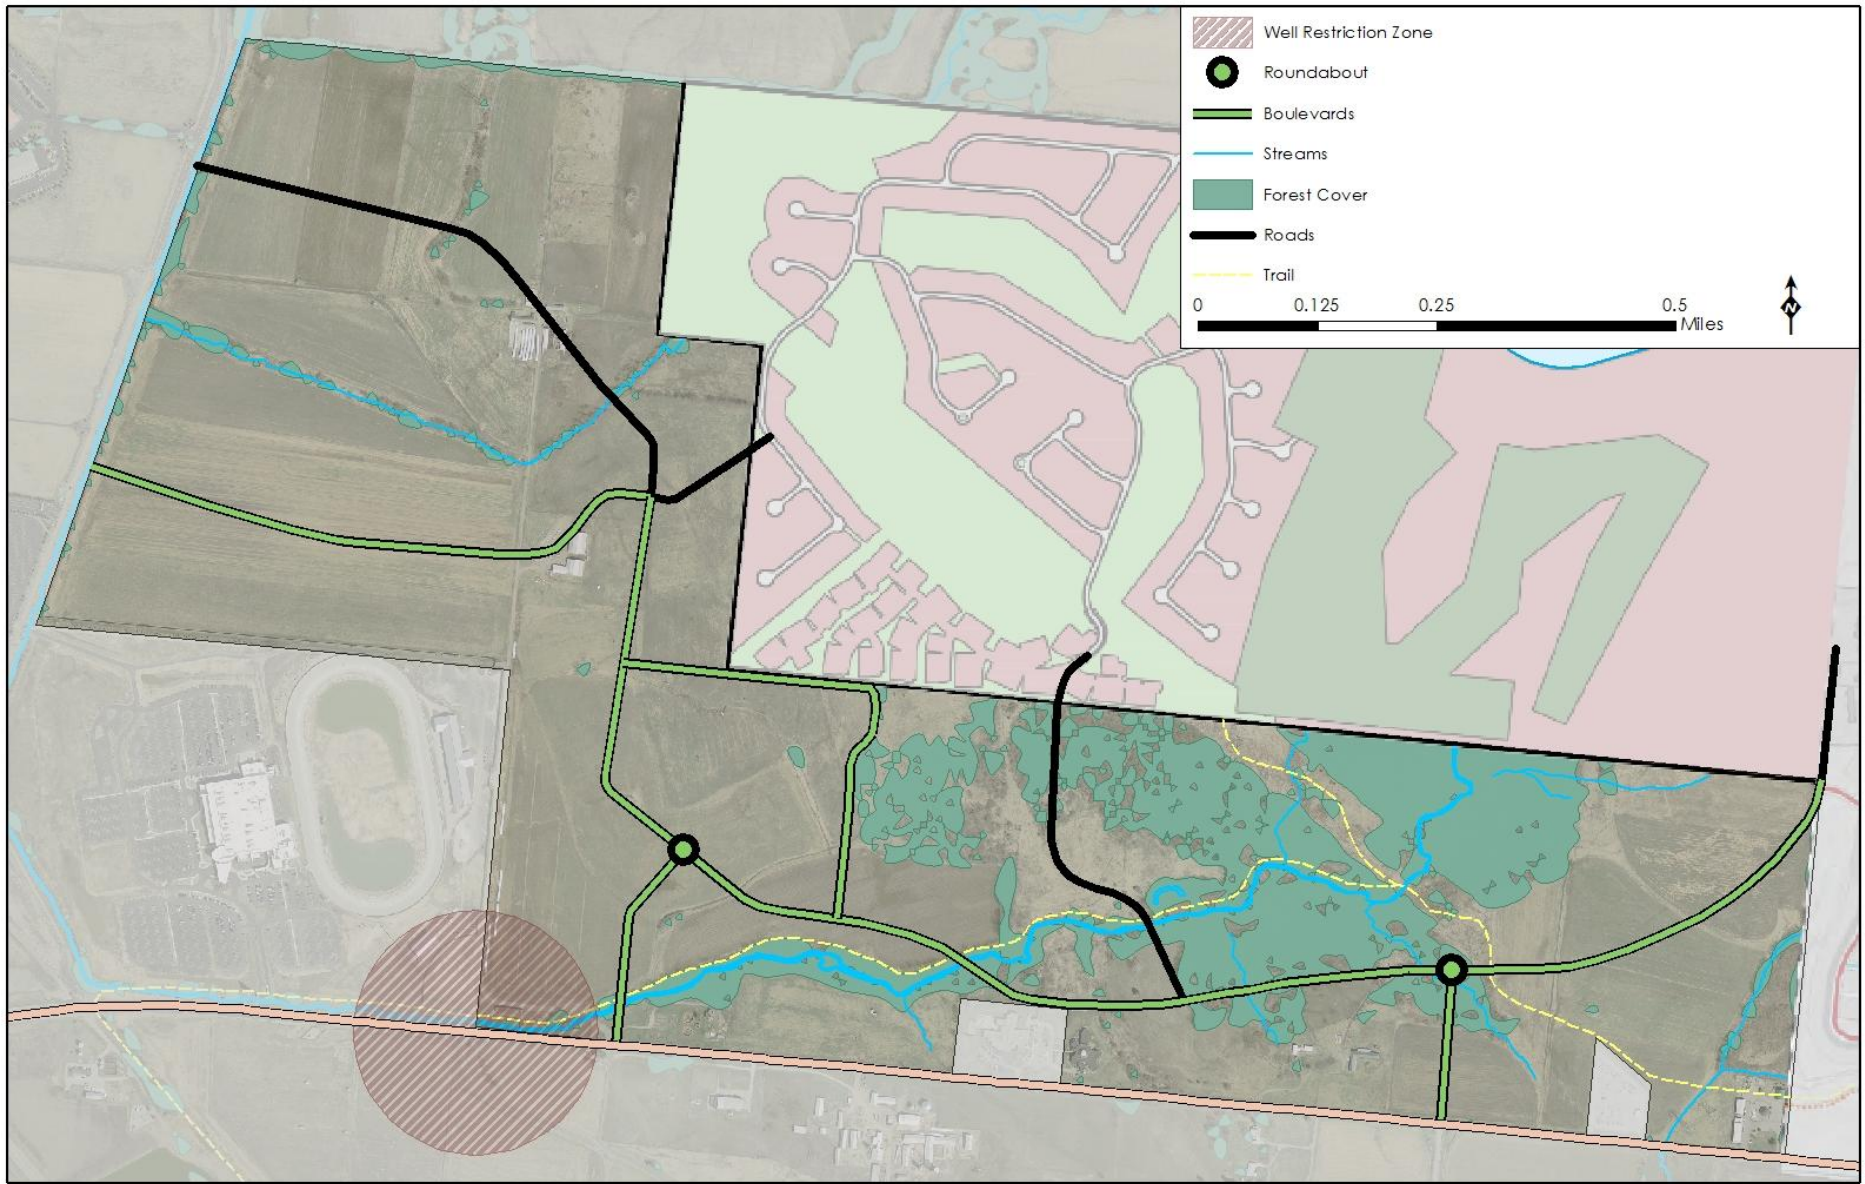 Well Restriction Zone
Roundabout
Boulevards
Streams
Forest Cover
Roads
Trail
0 0.125 0.25 0.5
Miles
N